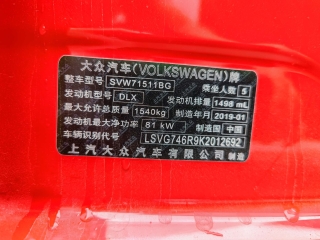 大众汽车(VOLKSWAGEN)牌
整车型号 SVW71511BG 乘坐人数 5
发动机型号 DLX 发动机排量 1498 mL
最大允许总质量 1540kg 制造年月 2019-01
发动机最大净功率 81 kW 制造国 中国
车辆识别代号 LSVG746R9K2012692
上汽大众汽车有限公司